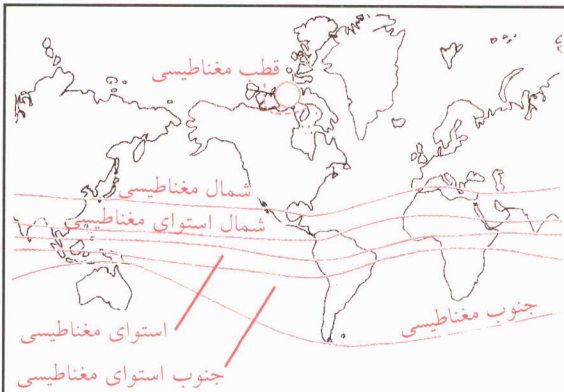 قطب مغناطیسی
شمال مغناطیسی
شمال استوای مغناطیسی
جنوب مغناطیسی
استوای مغناطیسی
جنوب استوای مغناطیسی